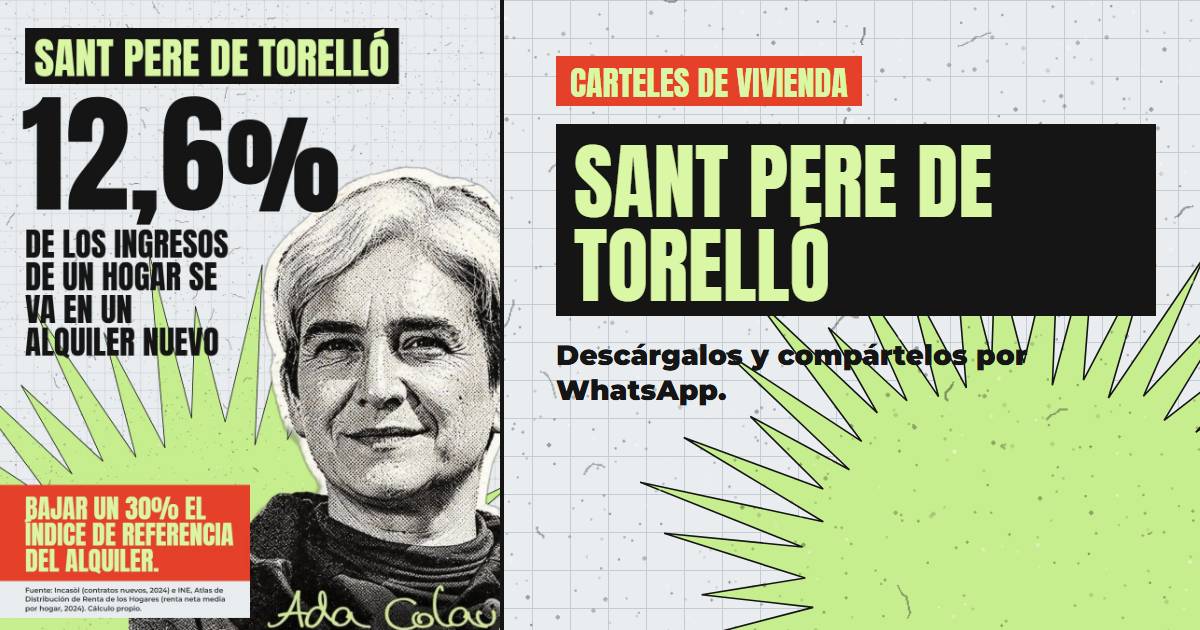 SANT PERE DE TORELLÓ
12,6%
DE LOS INGRESOS
DE UN HOGAR SE
VA EN UN
ALQUILER NUEVO
BAJAR UN 30% EL
ÍNDICE DE REFERENCIA
DEL ALQUILER.
Fuente: Incasòl (contratos nuevos, 2024) e INE, Atlas de
Distribución de Renta de los Hogares (renta neta media
por hogar, 2024). Cálculo propio.
Ada Colau
CARTELES DE VIVIENDA
SANT PERE DE
TORELLÓ
Descárgalos y compártelos por
WhatsApp.